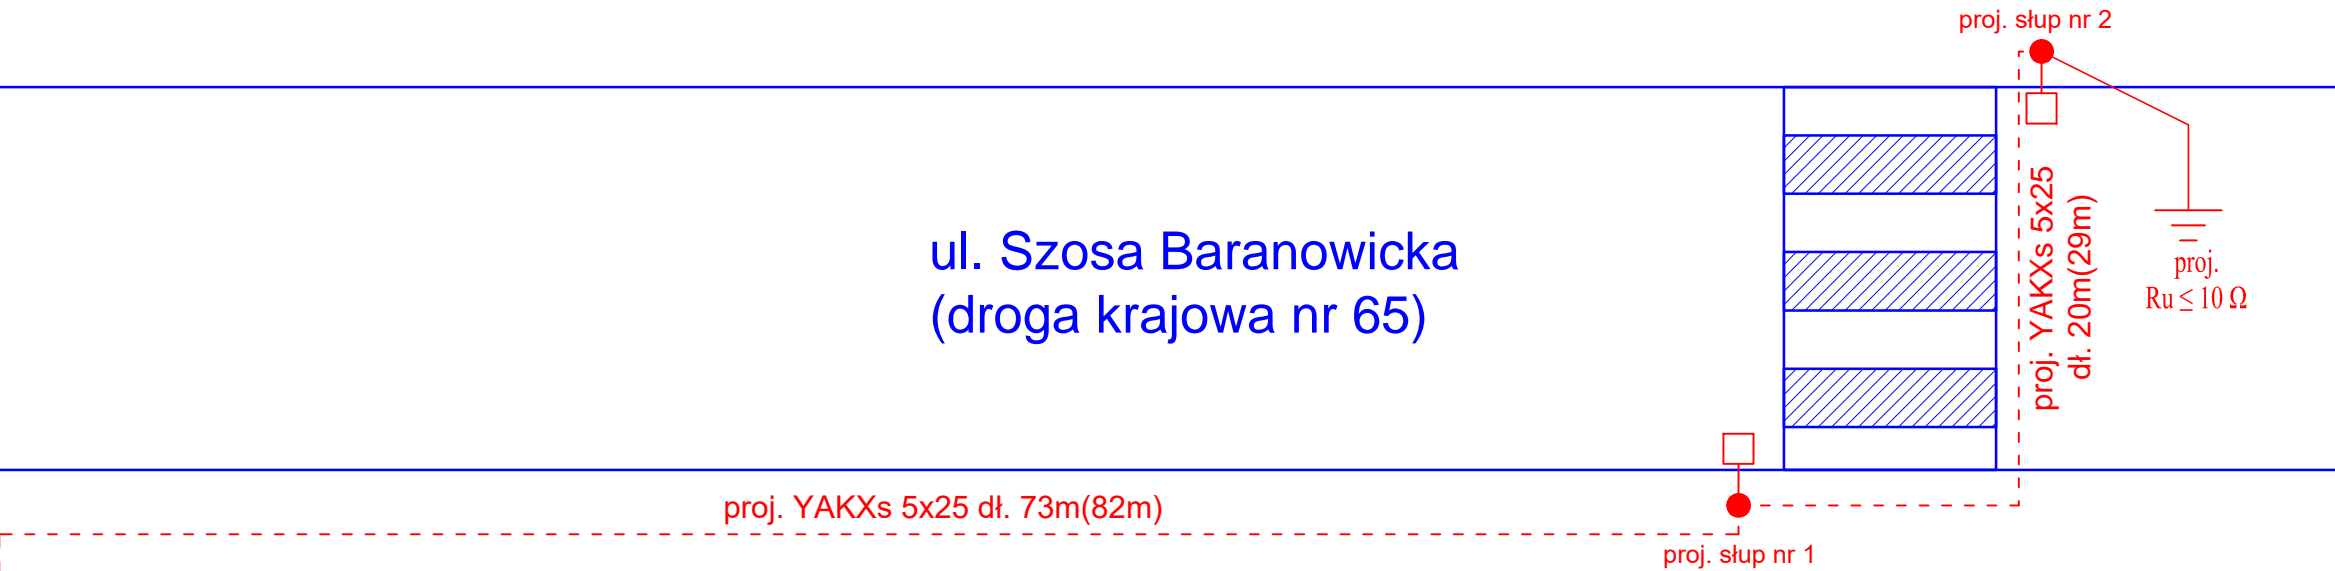 proj. słup nr 2
ul. Szosa Baranowicka
(droga krajowa nr 65)
proj. YAKXs 5x25
dł. 20m(29m)
proj.
Ru ≤ 10 Ω
proj. YAKXs 5x25 dł. 73m(82m)
proj. słup nr 1